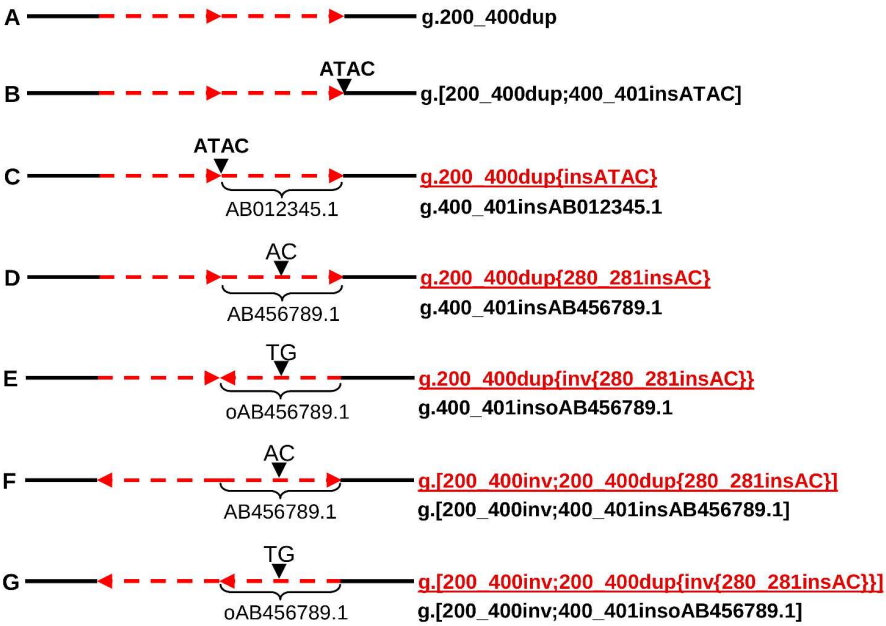 A g.200_400dup
ATAC
B g.[200_400dup;400_401insATAC]
ATAC
C g.200_400dup{insATAC}
AB012345.1 g.400_401insAB012345.1
AC
D g.200_400dup{280_281insAC}
AB456789.1 g.400_401insAB456789.1
TG
E g.200_400dup{inv{280_281insAC}}
oAB456789.1 g.400_401insoAB456789.1
AC
F g.[200_400inv;200_400dup{280_281insAC}]
AB456789.1 g.[200_400inv;400_401insAB456789.1]
TG
G g.[200_400inv;200_400dup{inv{280_281insAC}}]
oAB456789.1 g.[200_400inv;400_401insoAB456789.1]